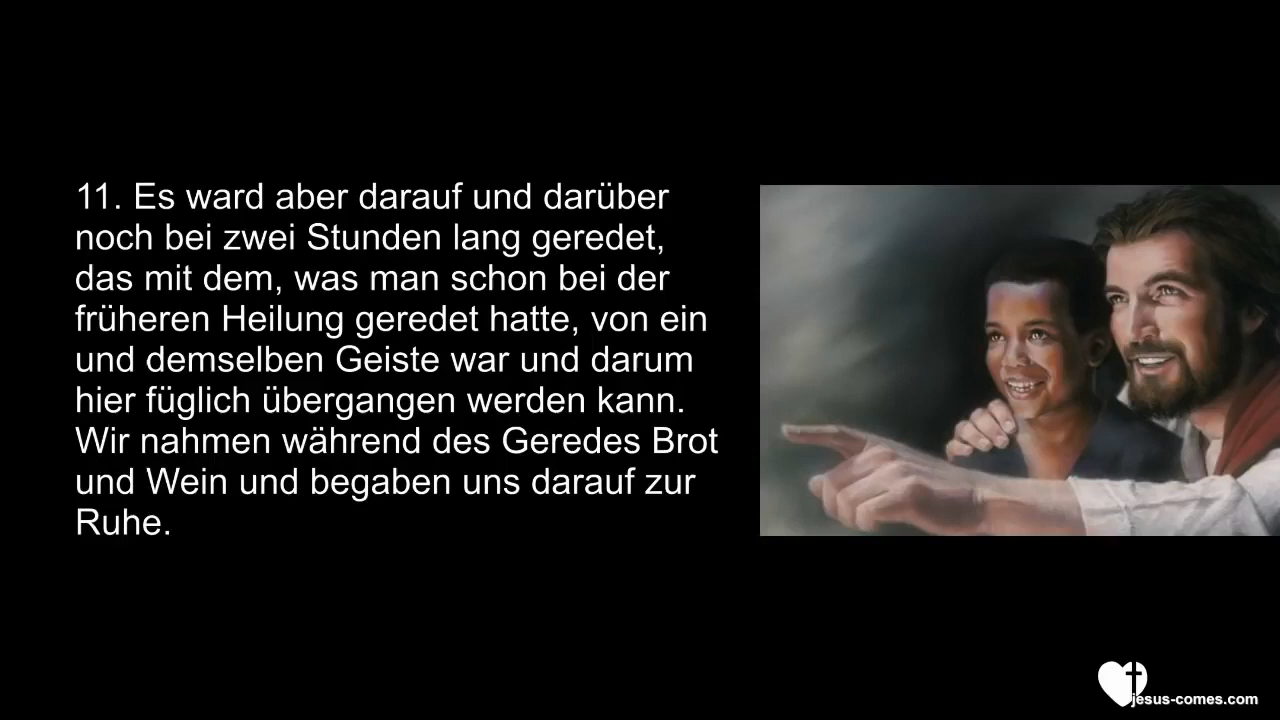 11. Es ward aber darauf und darüber
noch bei zwei Stunden lang geredet,
das mit dem, was man schon bei der
früheren Heilung geredet hatte, von ein
und demselben Geiste war und darum
hier füglich übergangen werden kann.
Wir nahmen während des Geredes Brot
und Wein und begaben uns darauf zur
Ruhe.
jesus-comes.com